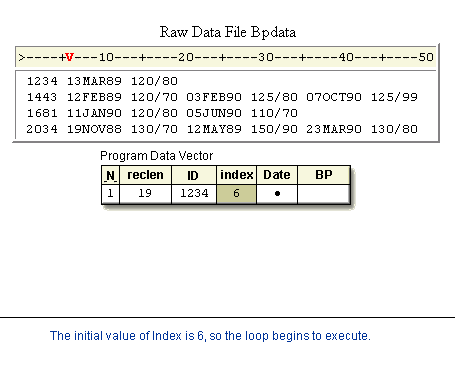 Raw Data File Bpdata
>----+V---10---+----20---+----30---+----40---+----50
1234 13MAR89 120/80
1443 12FEB89 120/70 03FEB90 125/80 07OCT90 125/99
1681 11JAN90 120/80 05JUN90 110/70
2034 19NOV88 130/70 12MAY89 150/90 23MAR90 130/80
Program Data Vector
_N_ reclen ID index Date BP
1 19 1234 6 •
The initial value of Index is 6, so the loop begins to execute.